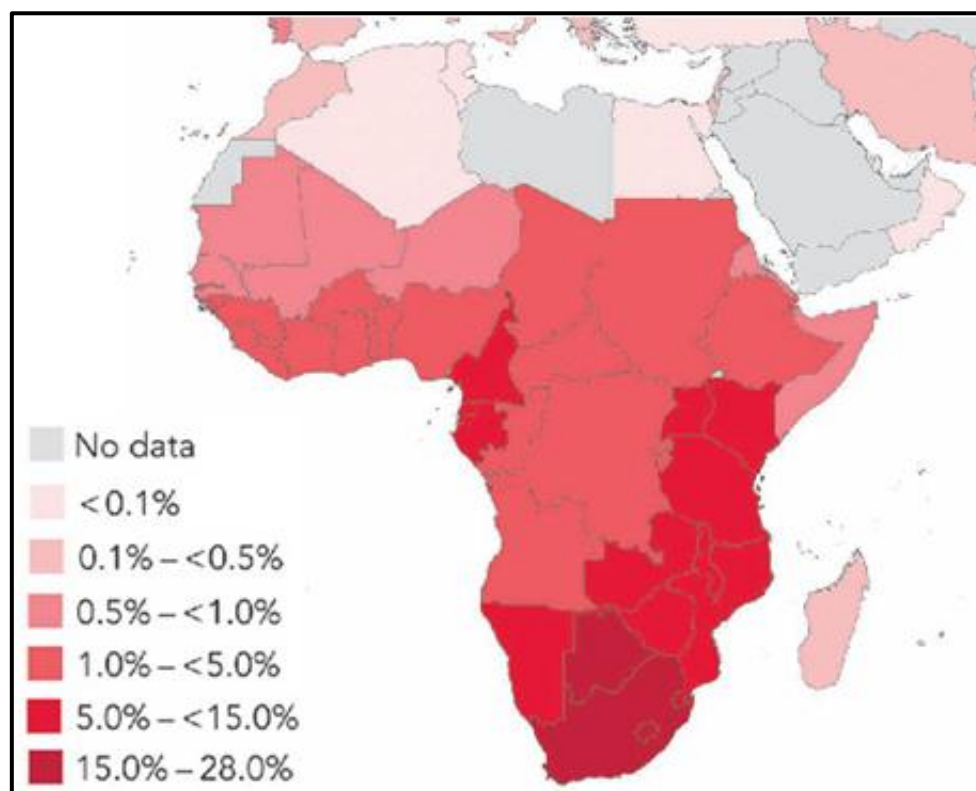 No data
<0.1%
0.1% – <0.5%
0.5% – <1.0%
1.0% – <5.0%
5.0% – <15.0%
15.0% – 28.0%